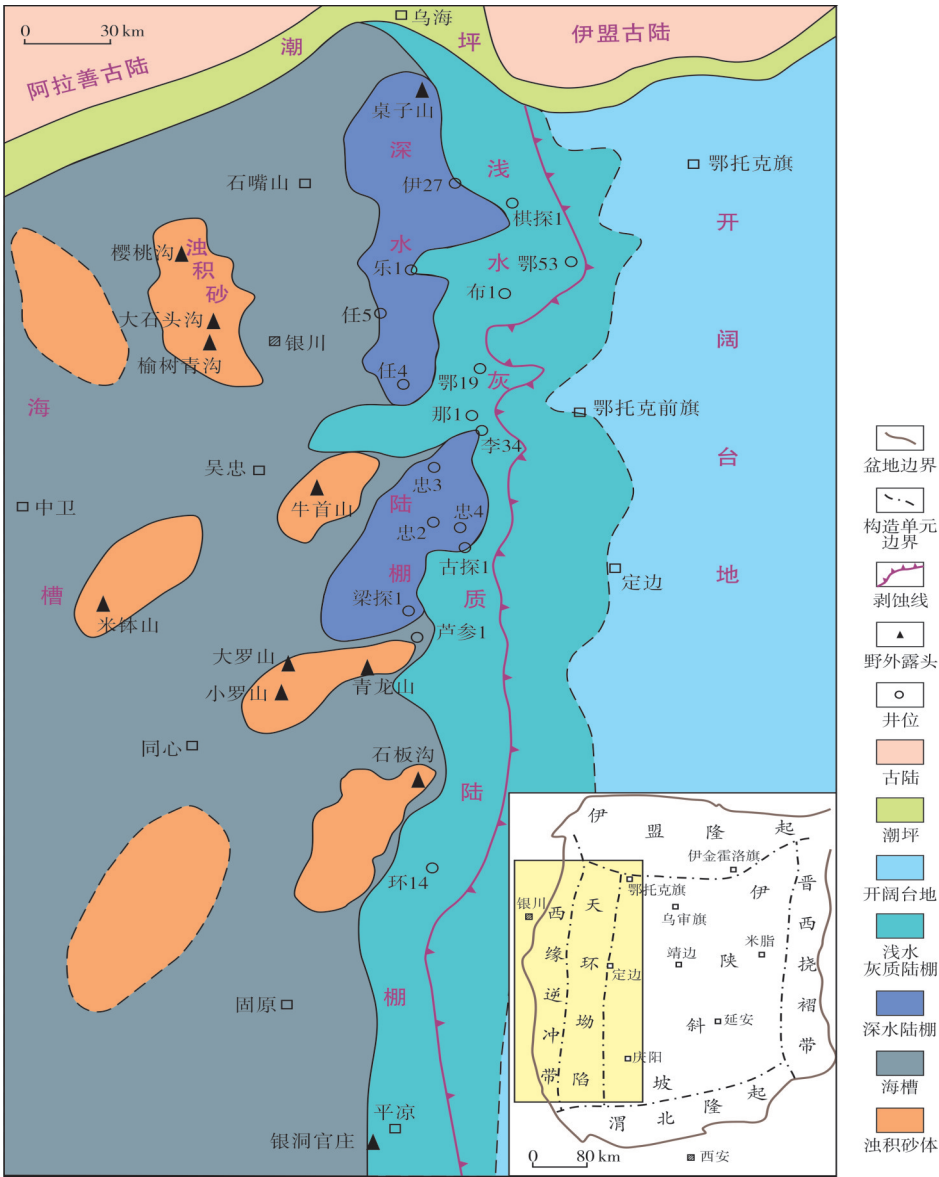 0 30 km
乌海
潮坪
伊盟古陆
阿拉善古陆
桌子山
深水陆棚
浅水灰质陆棚
鄂托克旗
石嘴山
伊27
棋探1
开阔台地
樱桃沟
浊积砂
乐1
鄂53
布1
大石头沟
任5
银川
榆树青沟
任4
鄂19
海槽
那1
鄂托克前旗
李34
吴忠
忠3
中卫
牛首山
忠4
忠2
古探1
定边
梁探1
米钵山
芦参1
大罗山
青龙山
小罗山
同心
石板沟
环14
固原
平凉
银洞官庄
伊盟隆起
伊金霍洛旗
鄂托克旗
银川
乌审旗
西缘逆冲带
天环坳陷
伊陕斜坡
晋西挠褶带
米脂
靖边
定边
延安
庆阳
渭北隆起
0 80 km
西安
盆地边界
构造单元
边界
剥蚀线
野外露头
井位
古陆
潮坪
开阔台地
浅水
灰质陆棚
深水陆棚
海槽
浊积砂体